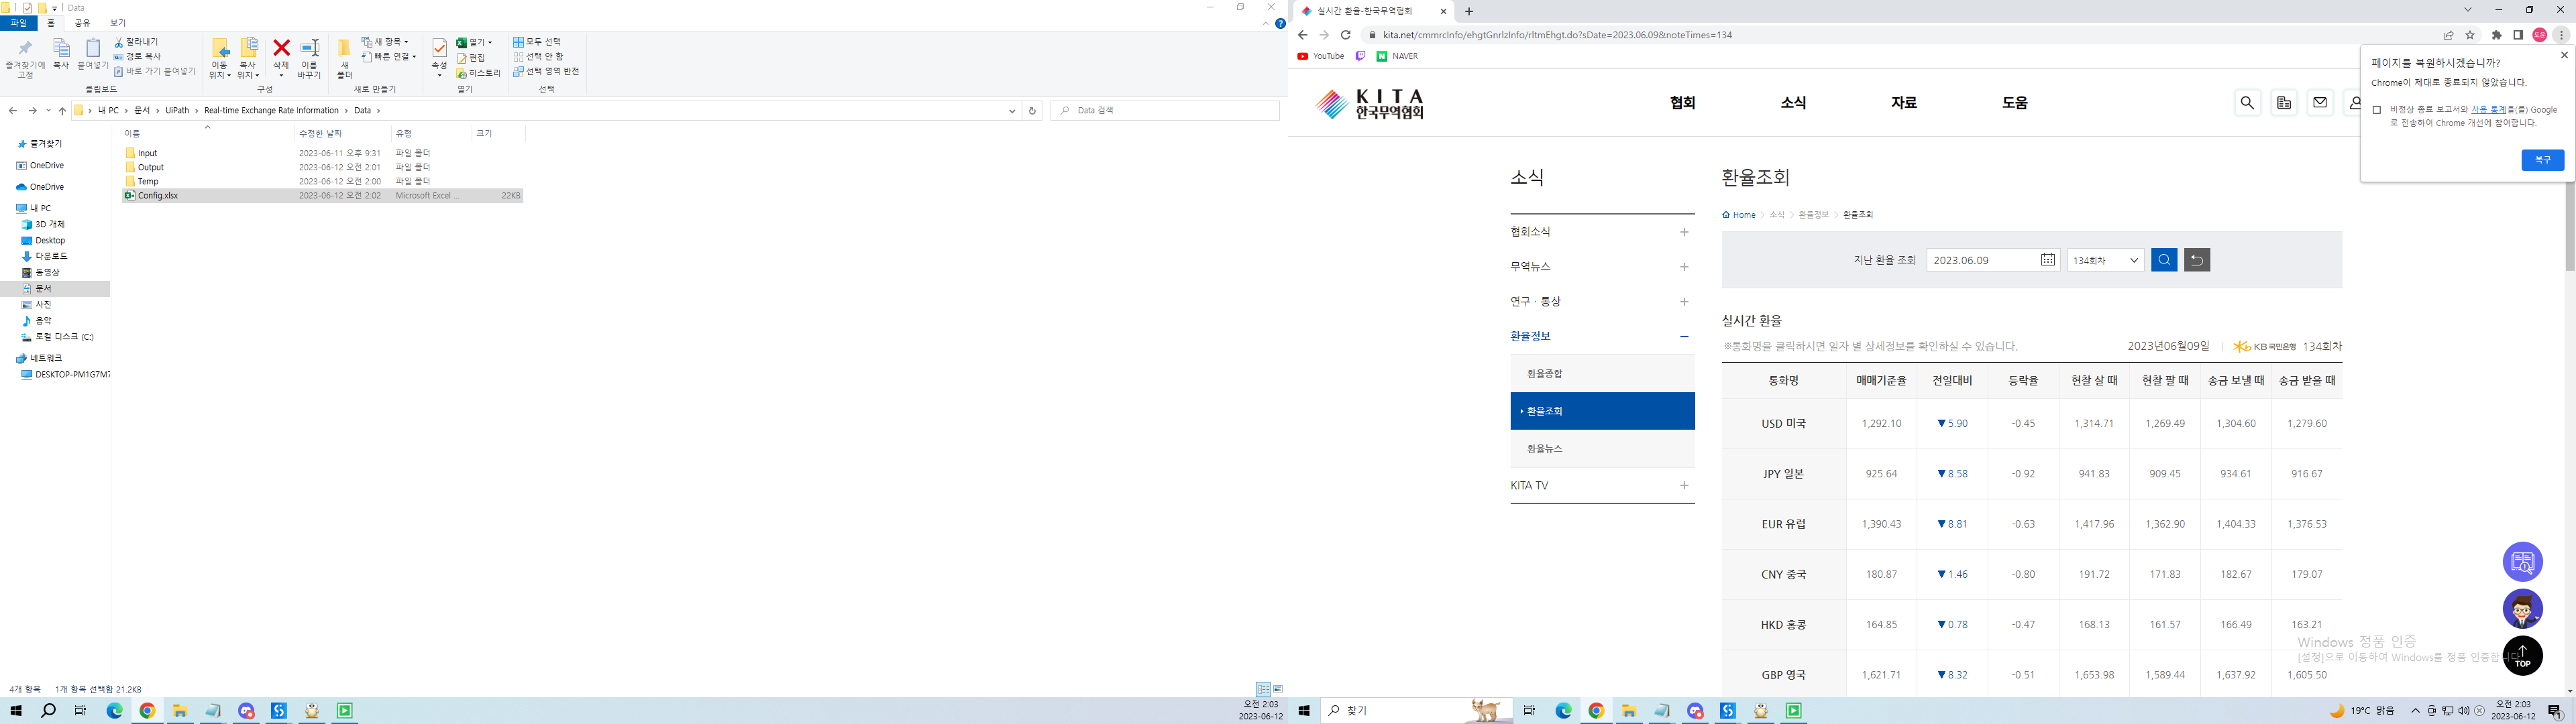 Data
파일 홈 공유 보기
즐겨찾기에 고정
복사
붙여넣기
잘라내기
경로 복사
바로 가기 붙여넣기
클립보드
이동 위치
복사 위치
삭제
이름 바꾸기
구성
새 폴더
새 항목
빠른 연결
새로 만들기
속성
열기
편집
히스토리
열기
모두 선택
선택 안 함
선택 영역 반전
선택
내 PC > 문서 > UiPath > Real-time Exchange Rate Information > Data >
Data 검색
이름 수정한 날짜 유형 크기
Input 2023-06-11 오후 9:31 파일 폴더
Output 2023-06-12 오전 2:01 파일 폴더
Temp 2023-06-12 오전 2:00 파일 폴더
Config.xlsx 2023-06-12 오전 2:02 Microsoft Excel ... 22KB
즐겨찾기
OneDrive
OneDrive
내 PC
3D 개체
Desktop
다운로드
동영상
문서
사진
음악
로컬 디스크 (C:)
네트워크
DESKTOP-PM1G7M7
4개 항목 1개 항목 선택함 21.2KB
오전 2:03
2023-06-12
실시간 환율-한국무역협회
kita.net/cmmrcInfo/ehgtGnrlzInfo/rltmEhgt.do?sDate=2023.06.09&noteTimes=134
YouTube
NAVER
도윤
페이지를 복원하시겠습니까?
Chrome이 제대로 종료되지 않았습니다.
비정상 종료 보고서와 사용 통계를(를) Google
로 전송하여 Chrome 개선에 참여합니다.
복구
KITA
한국무역협회
협회 소식 자료 도움
소식
협회소식
무역뉴스
연구 · 통상
환율정보
환율종합
환율조회
환율뉴스
KITA TV
환율조회
Home > 소식 > 환율정보 > 환율조회
지난 환율 조회 2023.06.09 134회차
실시간 환율
※통화명을 클릭하시면 일자 별 상세정보를 확인하실 수 있습니다.
2023년06월09일 | KB국민은행 134회차
통화명 매매기준율 전일대비 등락율 현찰 살 때 현찰 팔 때 송금 보낼 때 송금 받을 때
USD 미국 1,292.10 ▼5.90 -0.45 1,314.71 1,269.49 1,304.60 1,279.60
JPY 일본 925.64 ▼8.58 -0.92 941.83 909.45 934.61 916.67
EUR 유럽 1,390.43 ▼8.81 -0.63 1,417.96 1,362.90 1,404.33 1,376.53
CNY 중국 180.87 ▼1.46 -0.80 191.72 171.83 182.67 179.07
HKD 홍콩 164.85 ▼0.78 -0.47 168.13 161.57 166.49 163.21
GBP 영국 1,621.71 ▼8.32 -0.51 1,653.98 1,589.44 1,637.92 1,605.50
TOP
Windows 정품 인증
[설정]으로 이동하여 Windows를 정품 인증합니다
찾기
19°C 맑음
오전 2:03
2023-06-12